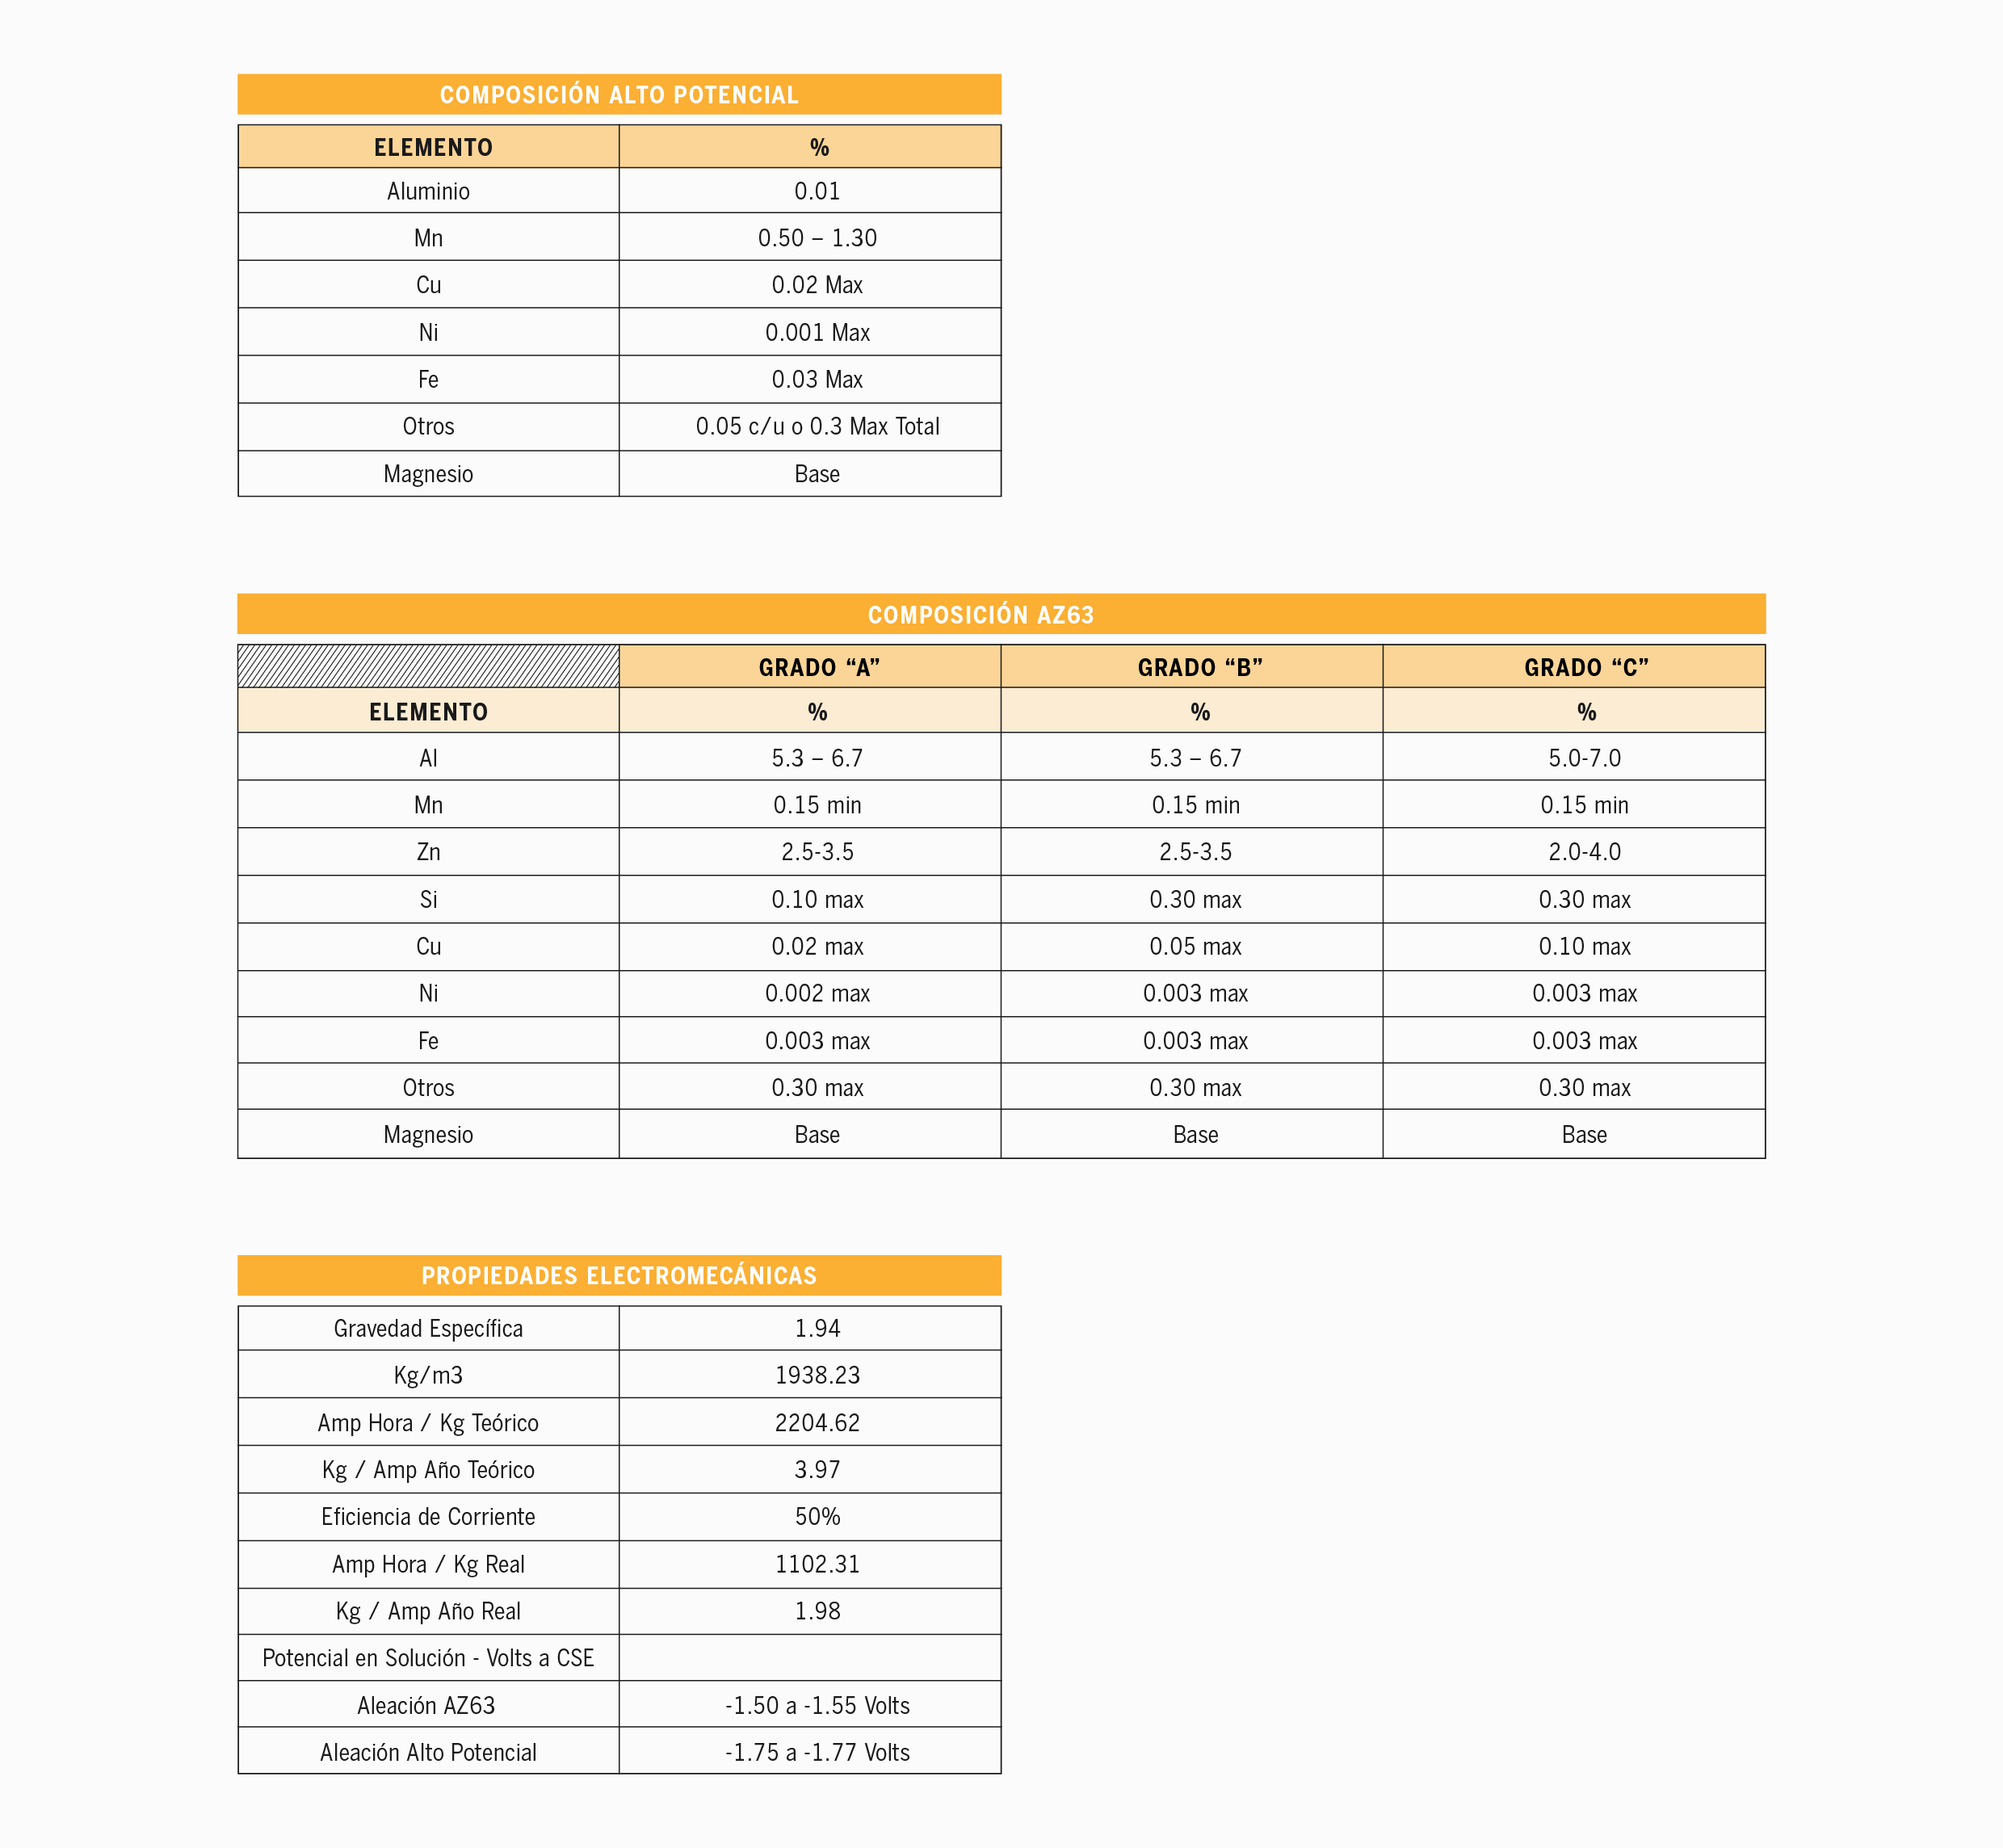 COMPOSICIÓN ALTO POTENCIAL
ELEMENTO %
Aluminio 0.01
Mn 0.50 – 1.30
Cu 0.02 Max
Ni 0.001 Max
Fe 0.03 Max
Otros 0.05 c/u o 0.3 Max Total
Magnesio Base
COMPOSICIÓN AZ63
GRADO “A” GRADO “B” GRADO “C”
ELEMENTO % % %
Al 5.3 – 6.7 5.3 – 6.7 5.0-7.0
Mn 0.15 min 0.15 min 0.15 min
Zn 2.5-3.5 2.5-3.5 2.0-4.0
Si 0.10 max 0.30 max 0.30 max
Cu 0.02 max 0.05 max 0.10 max
Ni 0.002 max 0.003 max 0.003 max
Fe 0.003 max 0.003 max 0.003 max
Otros 0.30 max 0.30 max 0.30 max
Magnesio Base Base Base
PROPIEDADES ELECTROMECÁNICAS
Gravedad Específica 1.94
Kg/m3 1938.23
Amp Hora / Kg Teórico 2204.62
Kg / Amp Año Teórico 3.97
Eficiencia de Corriente 50%
Amp Hora / Kg Real 1102.31
Kg / Amp Año Real 1.98
Potencial en Solución - Volts a CSE
Aleación AZ63 -1.50 a -1.55 Volts
Aleación Alto Potencial -1.75 a -1.77 Volts